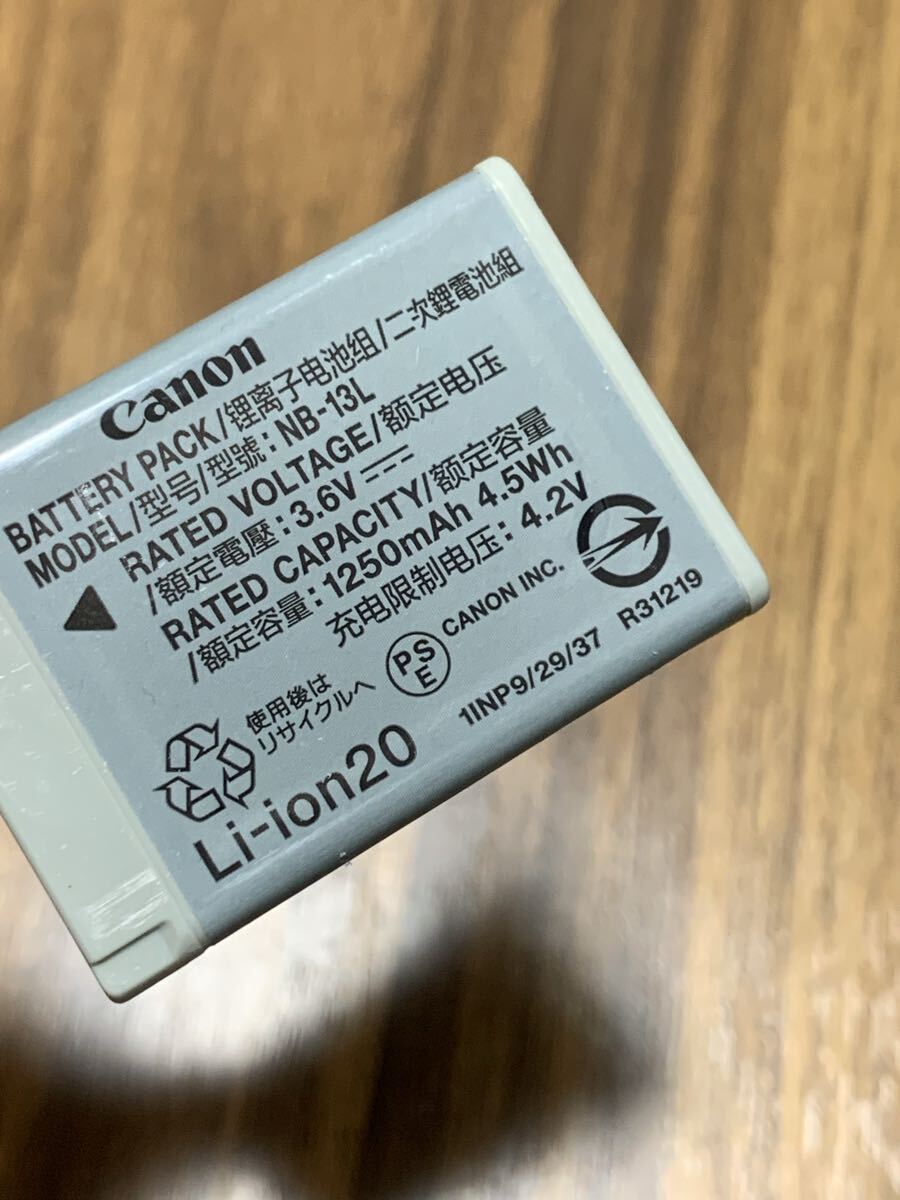 Canon
BATTERY PACK/锂离子电池组/二次鋰電池組
MODEL/型号/型號: NB-13L
RATED VOLTAGE/额定电压
/額定電壓: 3.6V
RATED CAPACITY/额定容量
/額定容量: 1250mAh 4.5Wh
充电限制电压: 4.2V
PSE CANON INC.
使用後は
リサイクルへ
1INP9/29/37 R31219
Li-ion20